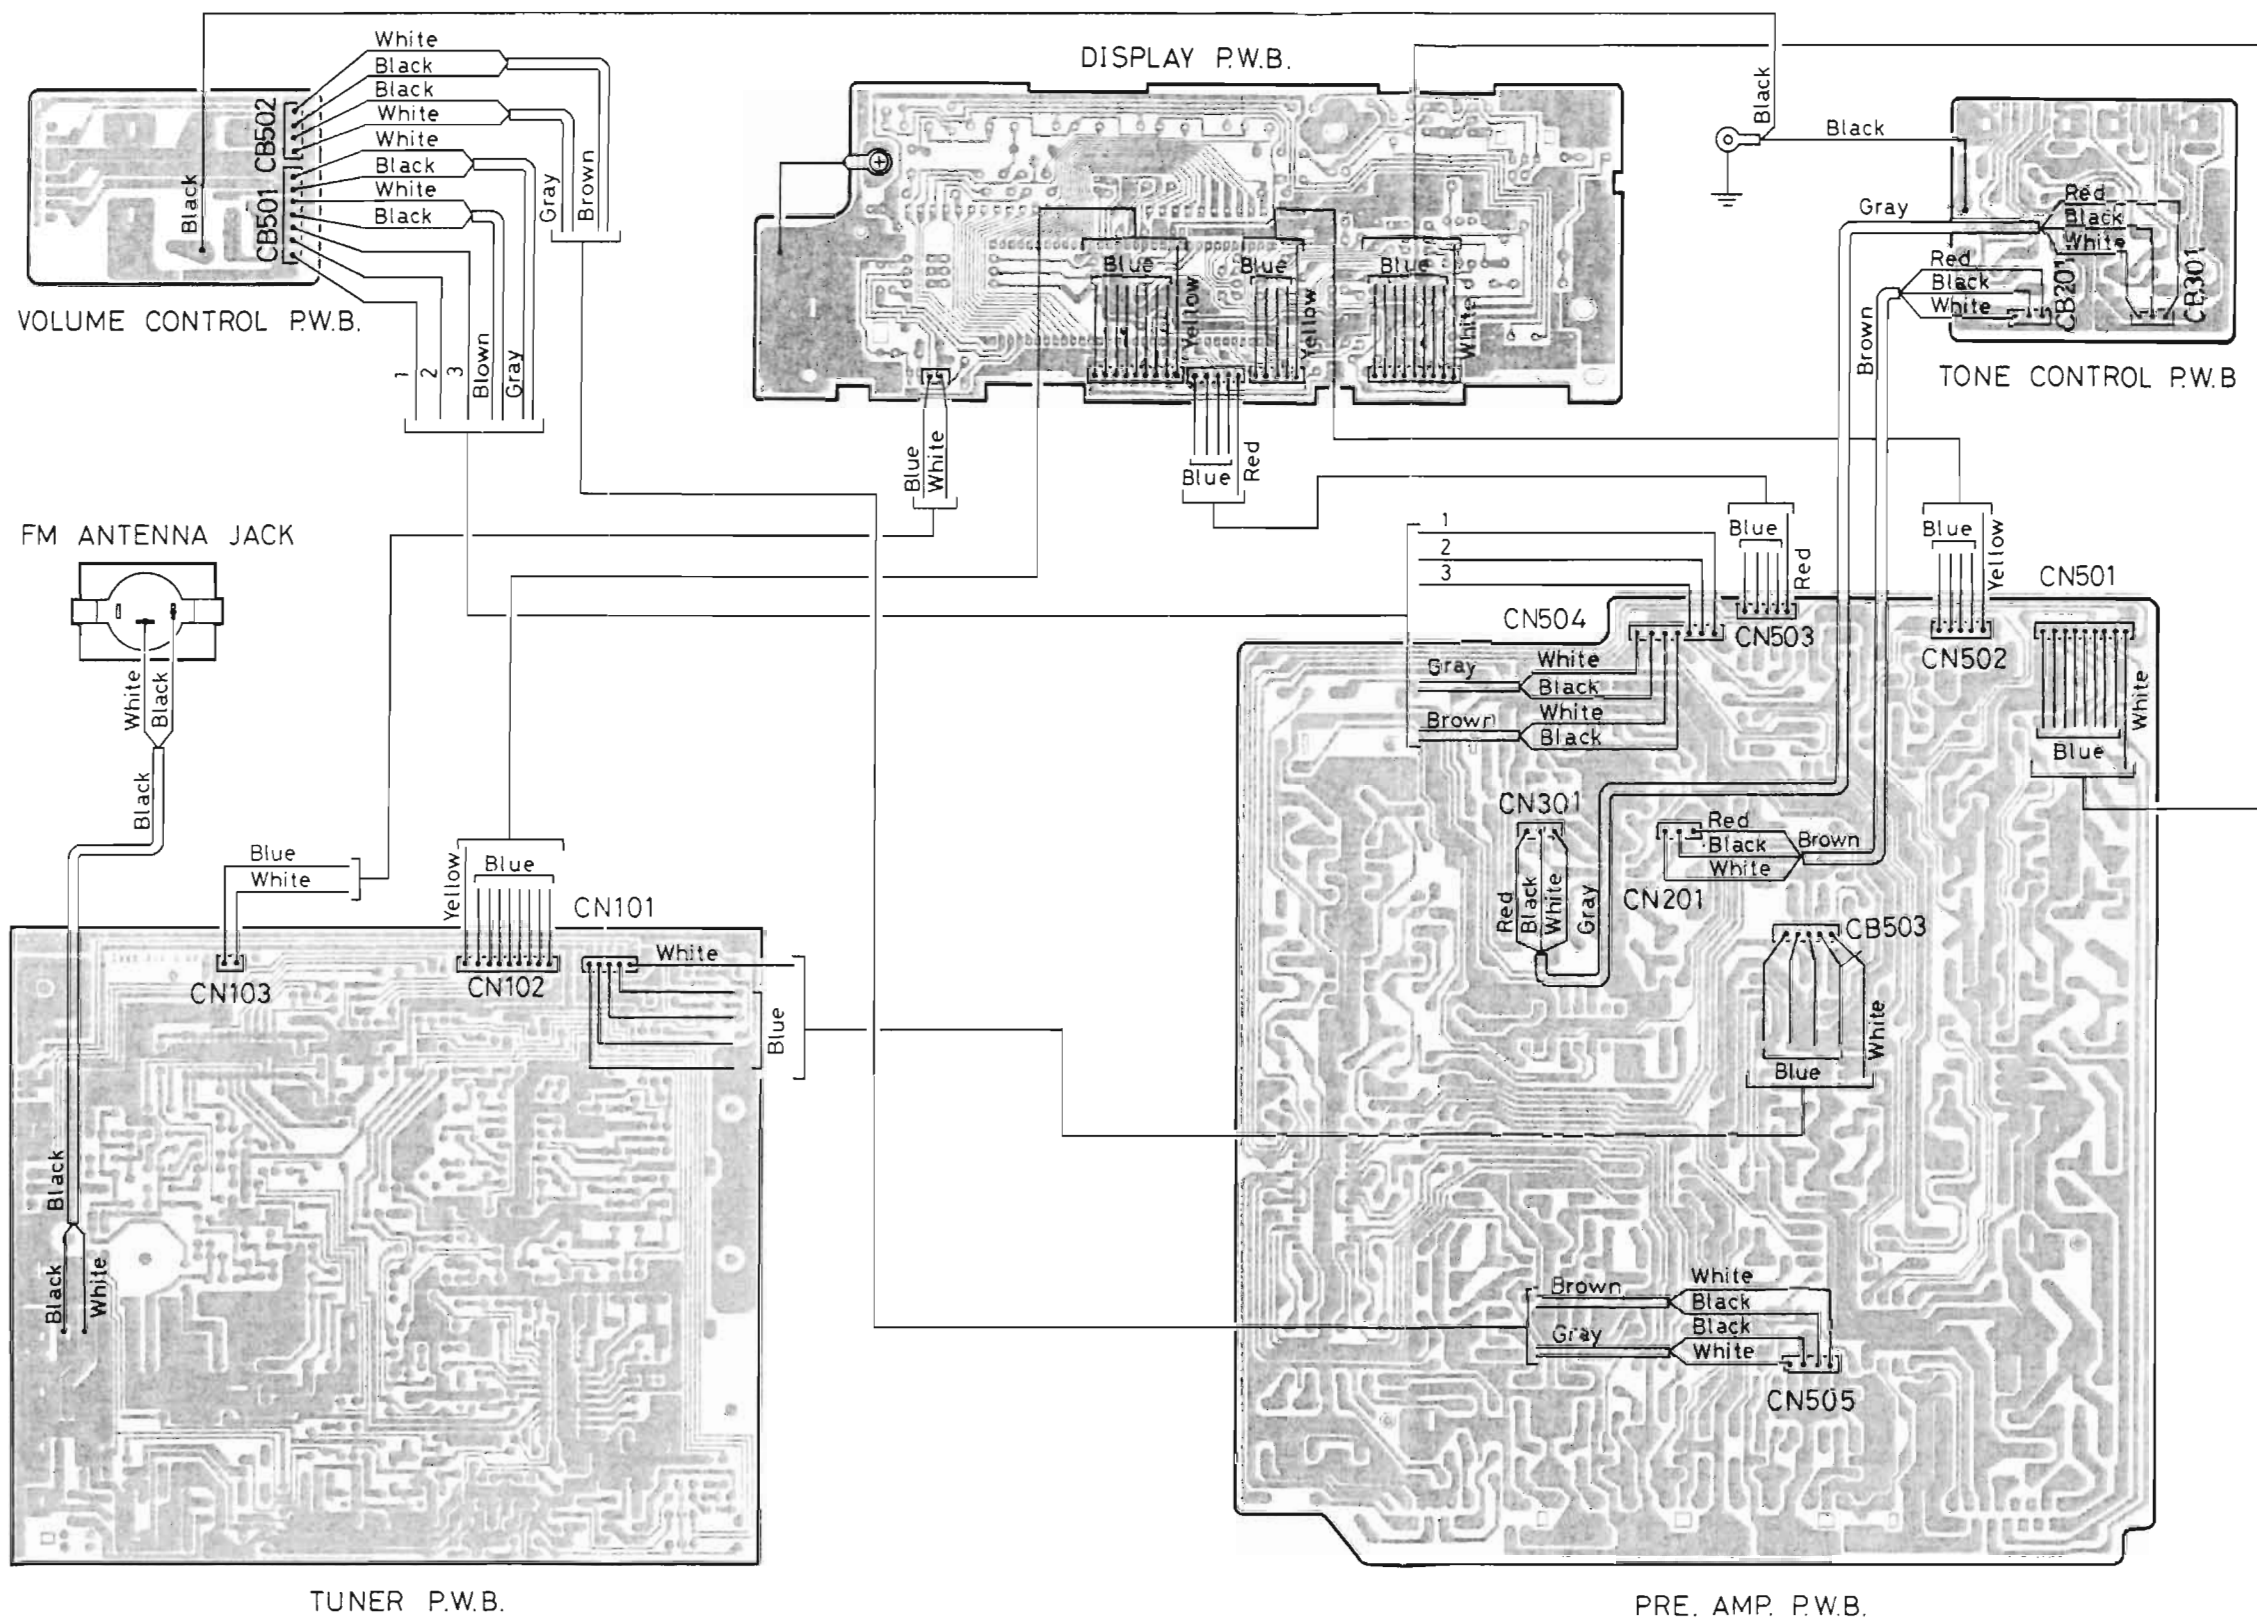 White
Black
Black
White
White
Black
White
Black
CB502
CB501
Black
Gray
Brown
VOLUME CONTROL P.W.B.
1
2
3
Blown
Gray
DISPLAY P.W.B.
Blue
Yellow
Blue
Yellow
Blue
White
Blue
White
Blue
Red
Black
Black
Gray
Red
Black
White
Red
Black
White
CB201
CB301
Brown
TONE CONTROL P.W.B
FM ANTENNA JACK
White
Black
Black
Blue
White
Yellow
Blue
CN101
White
Blue
CN103
CN102
Black
Black
White
TUNER P.W.B.
1
2
3
Blue
Red
Blue
Yellow
CN501
CN504
CN503
CN502
Gray
White
Black
Brown
White
Black
White
Blue
CN301
Red
Black
White
Gray
Red
Black
White
Brown
CN201
CB503
White
Blue
Brown
White
Black
Gray
Black
White
CN505
PRE. AMP. P.W.B.